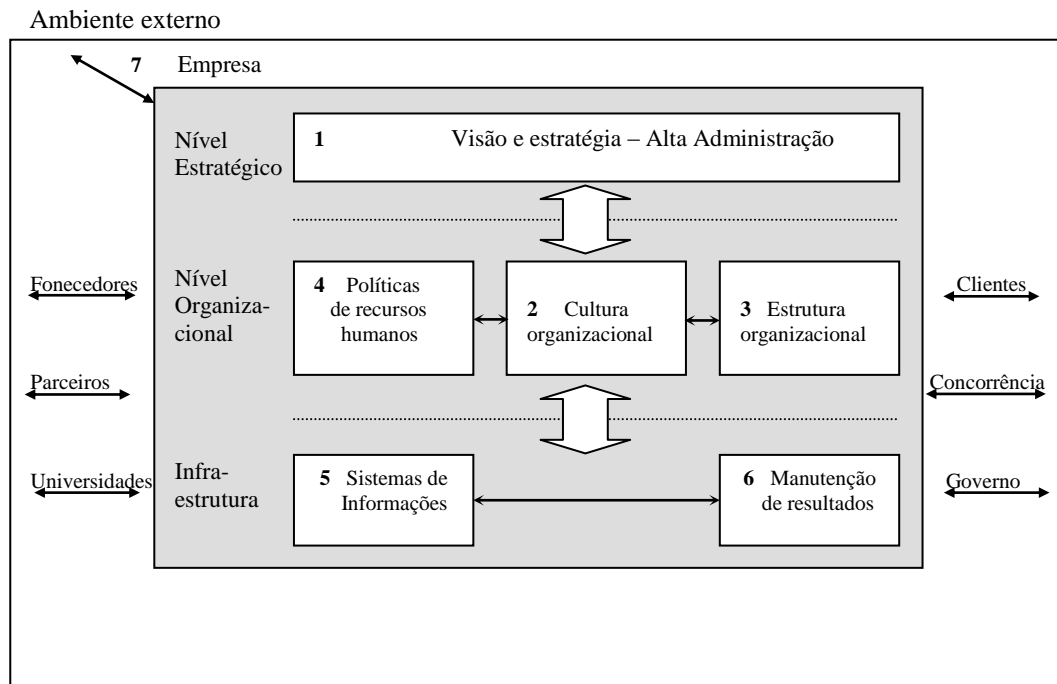 Ambiente externo
7 Empresa
Nível
Estratégico
1 Visão e estratégia – Alta Administração
Fonecedores
Nível
Organiza-
cional
4 Políticas
de recursos
humanos
2 Cultura
organizacional
3 Estrutura
organizacional
Clientes
Parceiros
Concorrência
Universidades
Infra-
estrutura
5 Sistemas de
Informações
6 Manutenção
de resultados
Governo